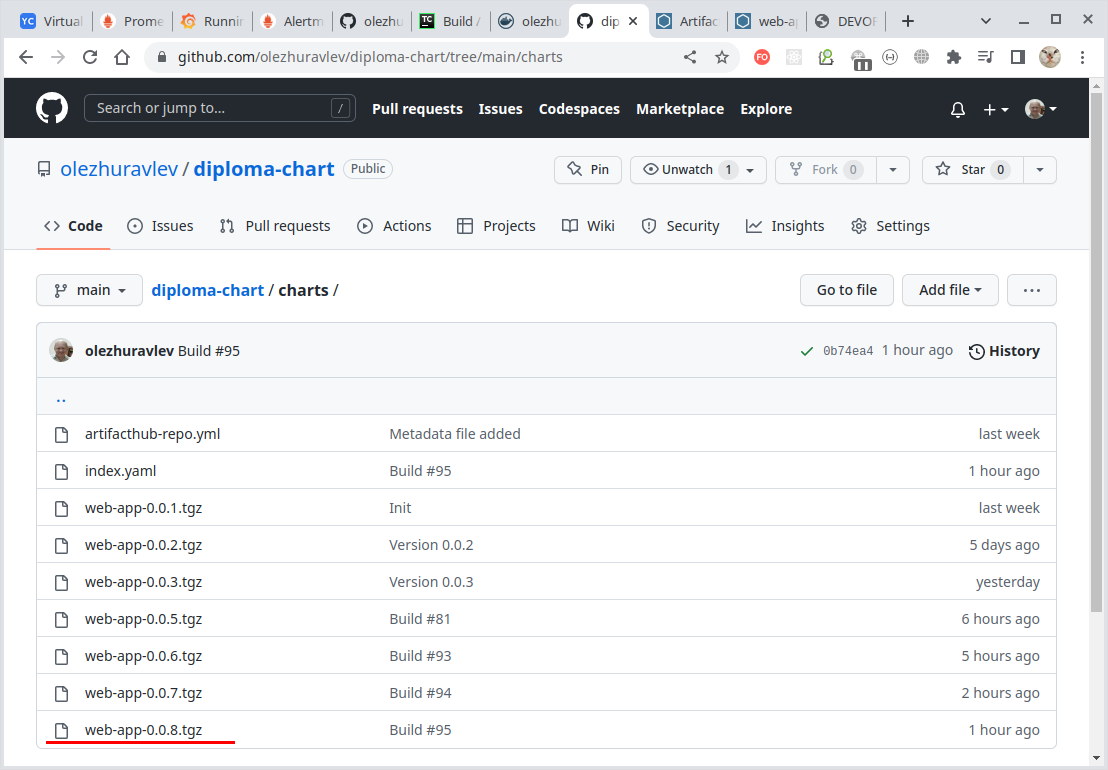 YC Virtual Prome Runnin Alertm olezhu TC Build / olezhu dip Artifac web-ap DEVOP
github.com/olezhuravlev/diploma-chart/tree/main/charts
FO
11
Search or jump to... / Pull requests Issues Codespaces Marketplace Explore
olezhuravlev / diploma-chart Public Pin Unwatch 1 Fork 0 Star 0
Code Issues Pull requests Actions Projects Wiki Security Insights Settings
main diploma-chart / charts / Go to file Add file ...
olezhuravlev Build #95 0b74ea4 1 hour ago History
..
artifacthub-repo.yml Metadata file added last week
index.yaml Build #95 1 hour ago
web-app-0.0.1.tgz Init last week
web-app-0.0.2.tgz Version 0.0.2 5 days ago
web-app-0.0.3.tgz Version 0.0.3 yesterday
web-app-0.0.5.tgz Build #81 6 hours ago
web-app-0.0.6.tgz Build #93 5 hours ago
web-app-0.0.7.tgz Build #94 2 hours ago
web-app-0.0.8.tgz Build #95 1 hour ago